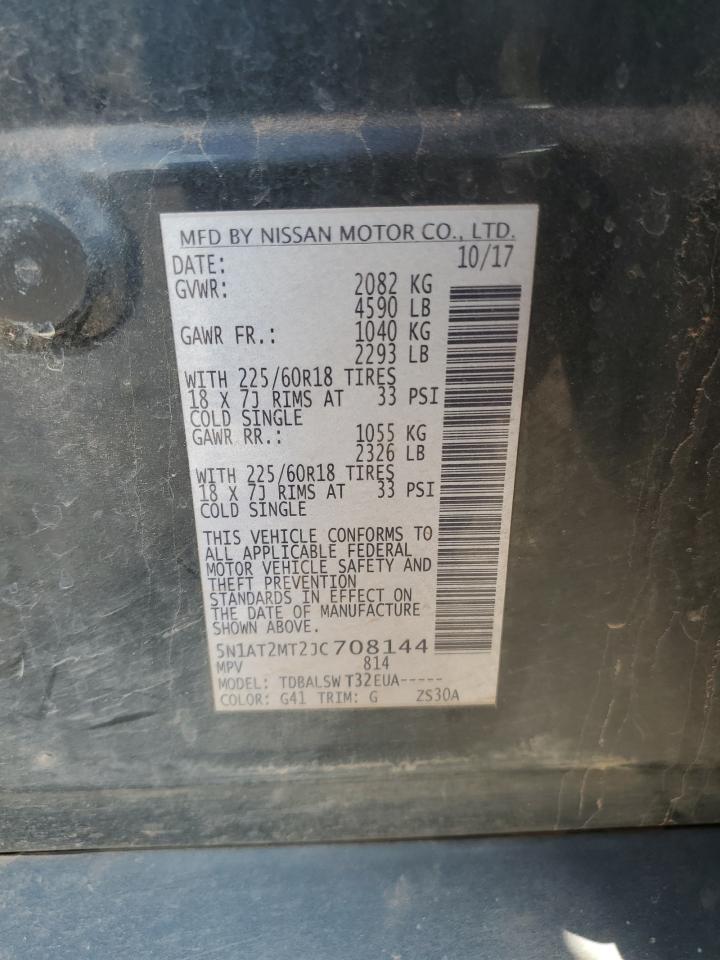 MFD BY NISSAN MOTOR CO., LTD.
DATE: 10/17
GVWR: 2082 KG
4590 LB
GAWR FR.: 1040 KG
2293 LB
WITH 225/60R18 TIRES
18 X 7J RIMS AT 33 PSI
COLD SINGLE
GAWR RR.: 1055 KG
2326 LB
WITH 225/60R18 TIRES
18 X 7J RIMS AT 33 PSI
COLD SINGLE
THIS VEHICLE CONFORMS TO
ALL APPLICABLE FEDERAL
MOTOR VEHICLE SAFETY AND
THEFT PREVENTION
STANDARDS IN EFFECT ON
THE DATE OF MANUFACTURE
SHOWN ABOVE.
5N1AT2MT2JC708144
MPV 814
MODEL: TDBALSW T32EUA-----
COLOR: G41 TRIM: G ZS30A